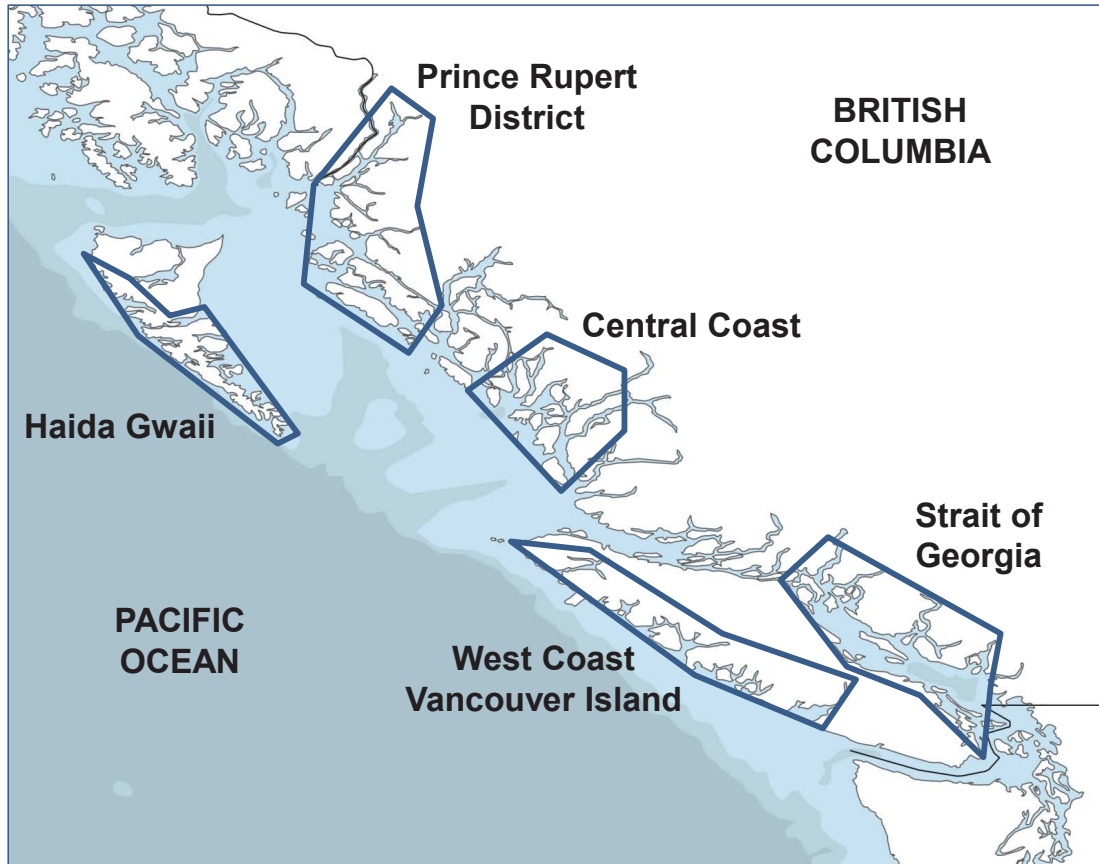 Prince Rupert
District
BRITISH
COLUMBIA
Central Coast
Haida Gwaii
Strait of
Georgia
PACIFIC
OCEAN
West Coast
Vancouver Island